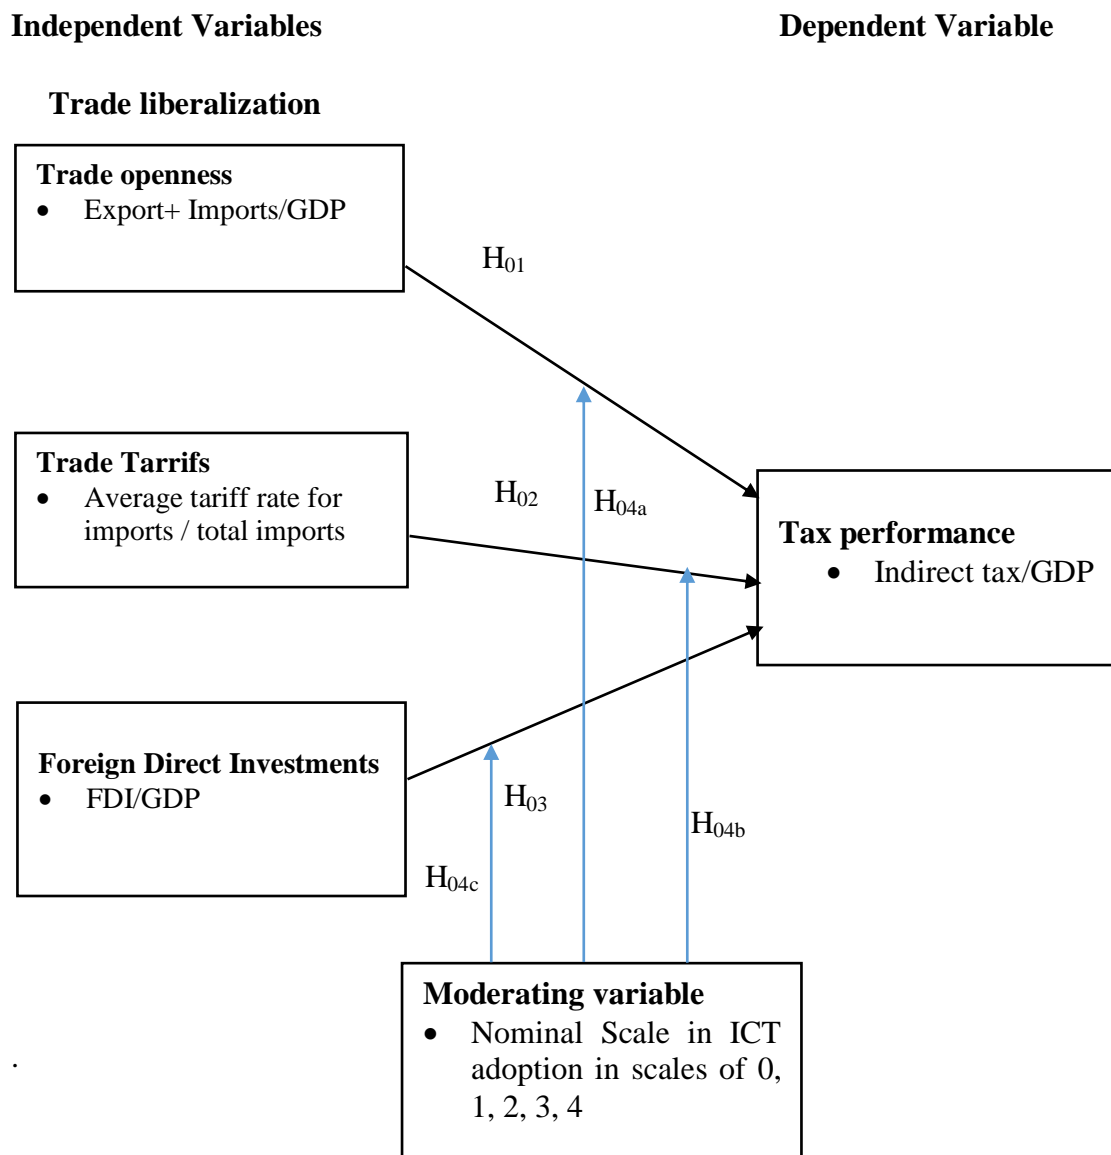 Independent Variables
Dependent Variable
Trade liberalization
Trade openness
• Export+ Imports/GDP
H01
Trade Tarrifs
• Average tariff rate for
imports / total imports
H02
H04a
Tax performance
• Indirect tax/GDP
Foreign Direct Investments
• FDI/GDP
H03
H04b
H04c
Moderating variable
• Nominal Scale in ICT
adoption in scales of 0,
1, 2, 3, 4
.